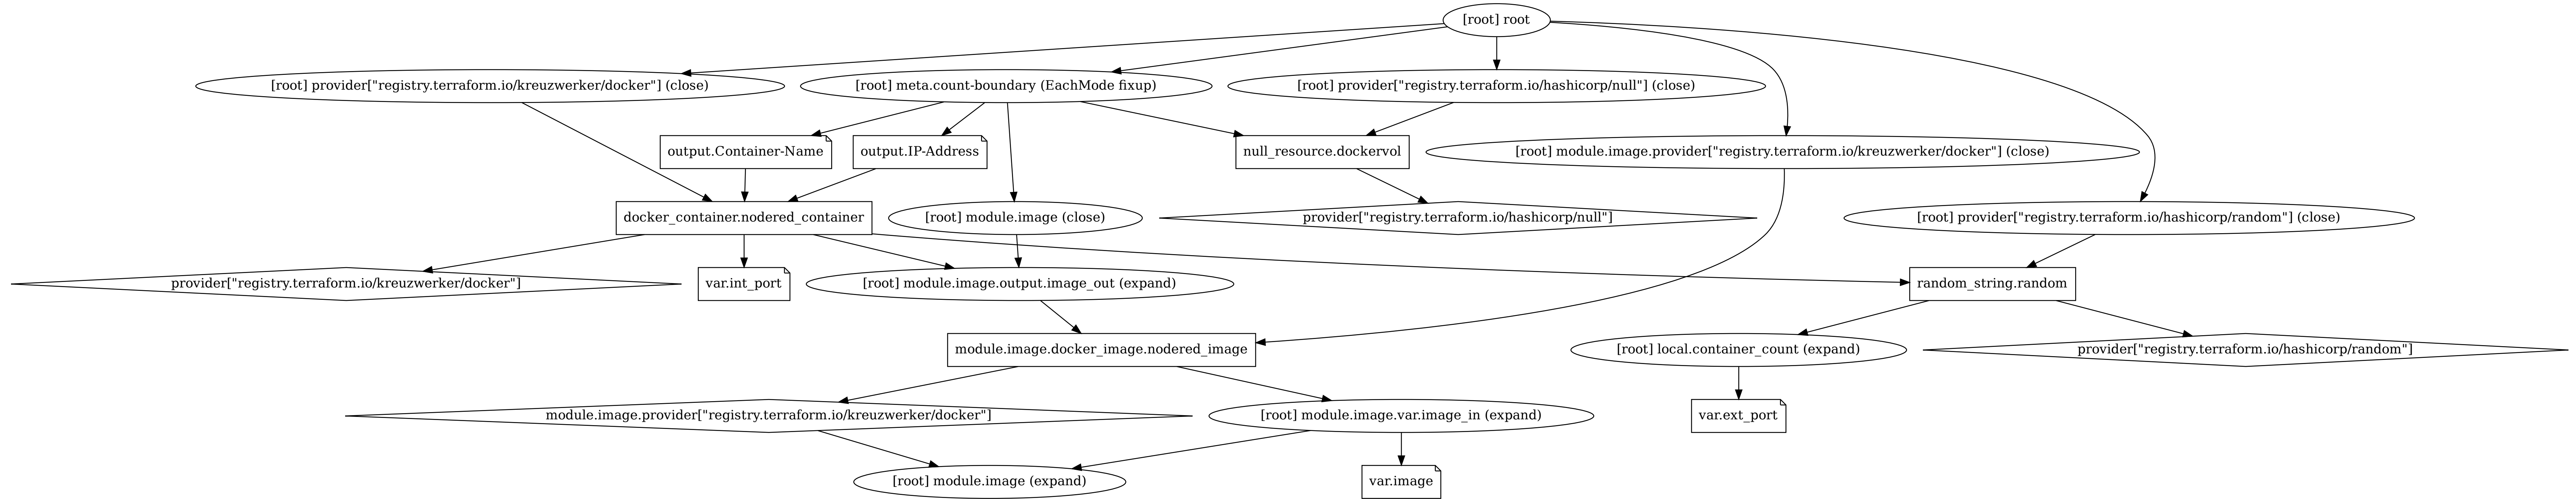 [root] root
[root] provider["registry.terraform.io/kreuzwerker/docker"] (close)
[root] meta.count-boundary (EachMode fixup)
[root] provider["registry.terraform.io/hashicorp/null"] (close)
output.Container-Name
output.IP-Address
null_resource.dockervol
[root] module.image.provider["registry.terraform.io/kreuzwerker/docker"] (close)
docker_container.nodered_container
[root] module.image (close)
provider["registry.terraform.io/hashicorp/null"]
[root] provider["registry.terraform.io/hashicorp/random"] (close)
provider["registry.terraform.io/kreuzwerker/docker"]
var.int_port
[root] module.image.output.image_out (expand)
random_string.random
module.image.docker_image.nodered_image
[root] local.container_count (expand)
provider["registry.terraform.io/hashicorp/random"]
module.image.provider["registry.terraform.io/kreuzwerker/docker"]
[root] module.image.var.image_in (expand)
var.ext_port
[root] module.image (expand)
var.image